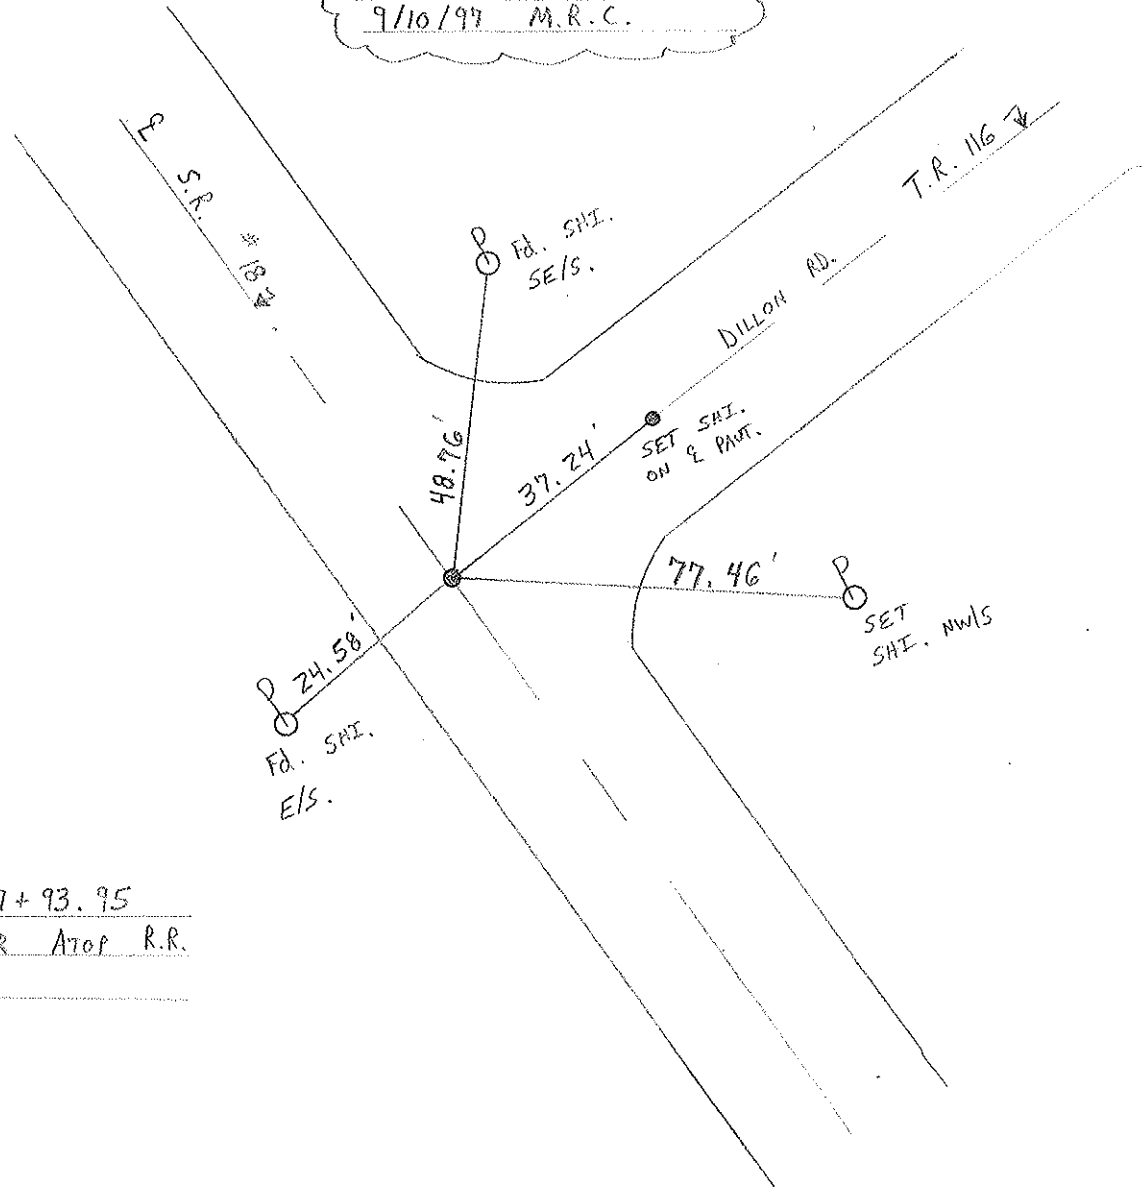 9/10/97 M.R.C.
℄ S.R. #18
T.R. 116
DILLON RD.
P
Fd. SHI.
SE/S.
48.76'
37.24'
SET SHI.
ON ℄ PAVT.
77.46'
P
SET
SHI. NW/S
24.58'
P
Fd. SHI.
E/S.
7+93.95
R ATOP R.R.